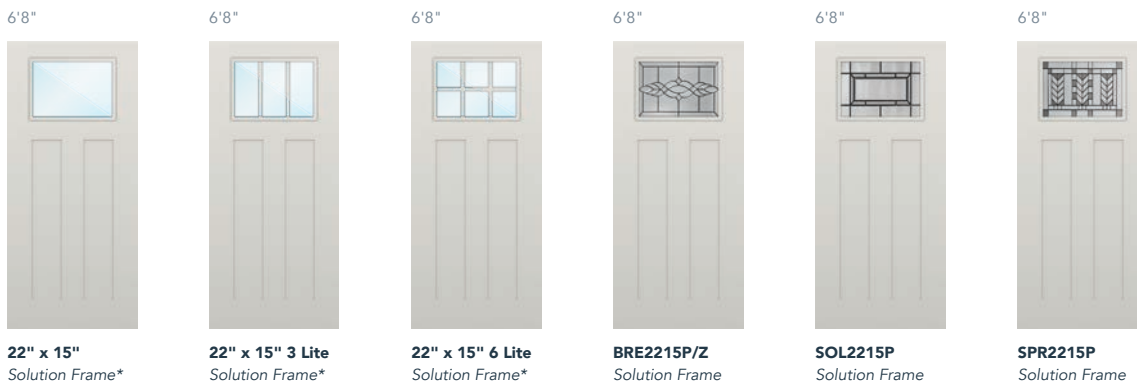 6'8"
6'8"
6'8"
6'8"
6'8"
6'8"
22" x 15"
Solution Frame*
22" x 15" 3 Lite
Solution Frame*
22" x 15" 6 Lite
Solution Frame*
BRE2215P/Z
Solution Frame
SOL2215P
Solution Frame
SPR2215P
Solution Frame